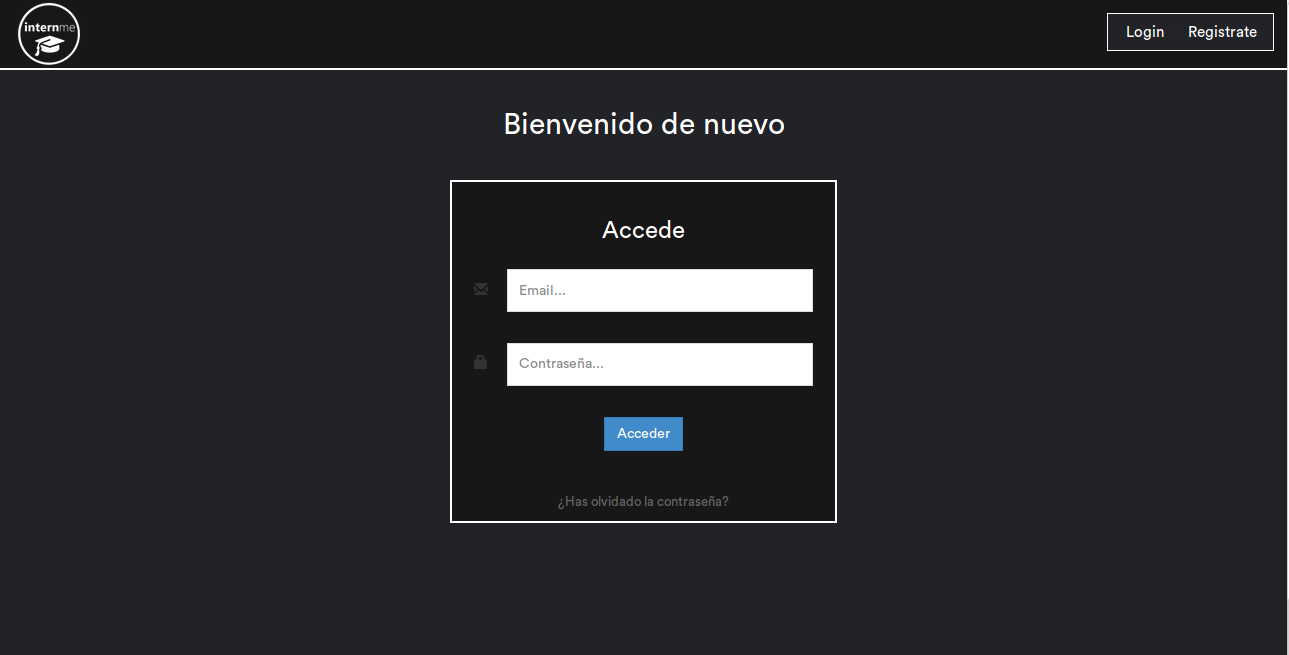 internme
Login Registrate
Bienvenido de nuevo
Accede
Email...
Contraseña...
Acceder
¿Has olvidado la contraseña?